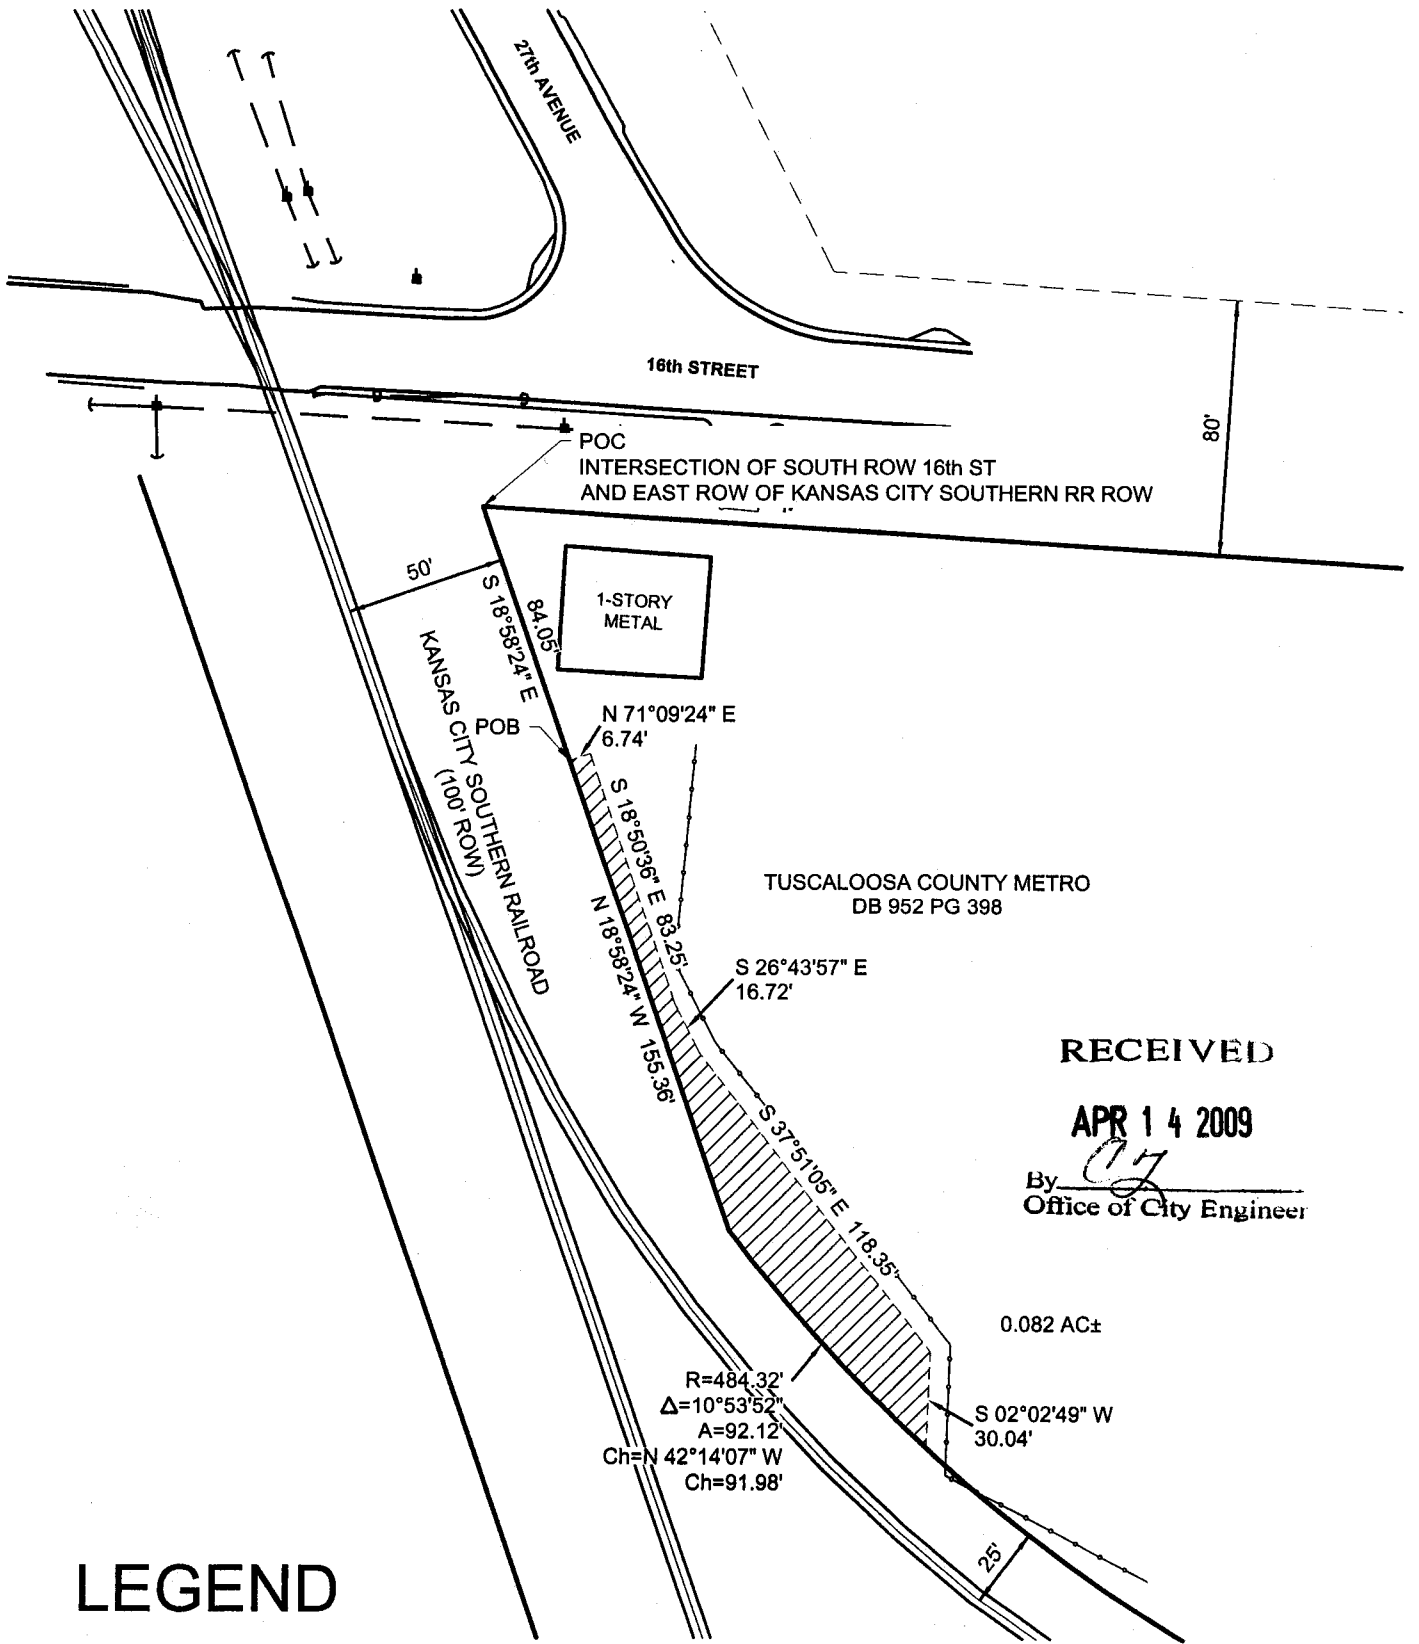 27th AVENUE
16th STREET
80'
POC
INTERSECTION OF SOUTH ROW 16th ST
AND EAST ROW OF KANSAS CITY SOUTHERN RR ROW
50'
1-STORY
METAL
84.05'
S 18°58'24" E
KANSAS CITY SOUTHERN RAILROAD
(100' ROW)
POB
N 71°09'24" E
6.74'
S 18°50'36" E 83.25'
N 18°58'24" W 155.36'
TUSCALOOSA COUNTY METRO
DB 952 PG 398
S 26°43'57" E
16.72'
RECEIVED
APR 14 2009
By
Office of City Engineer
S 37°51'05" E 118.35'
0.082 AC±
R=484.32'
Δ=10°53'52"
A=92.12'
Ch=N 42°14'07" W
Ch=91.98'
S 02°02'49" W
30.04'
25'
LEGEND